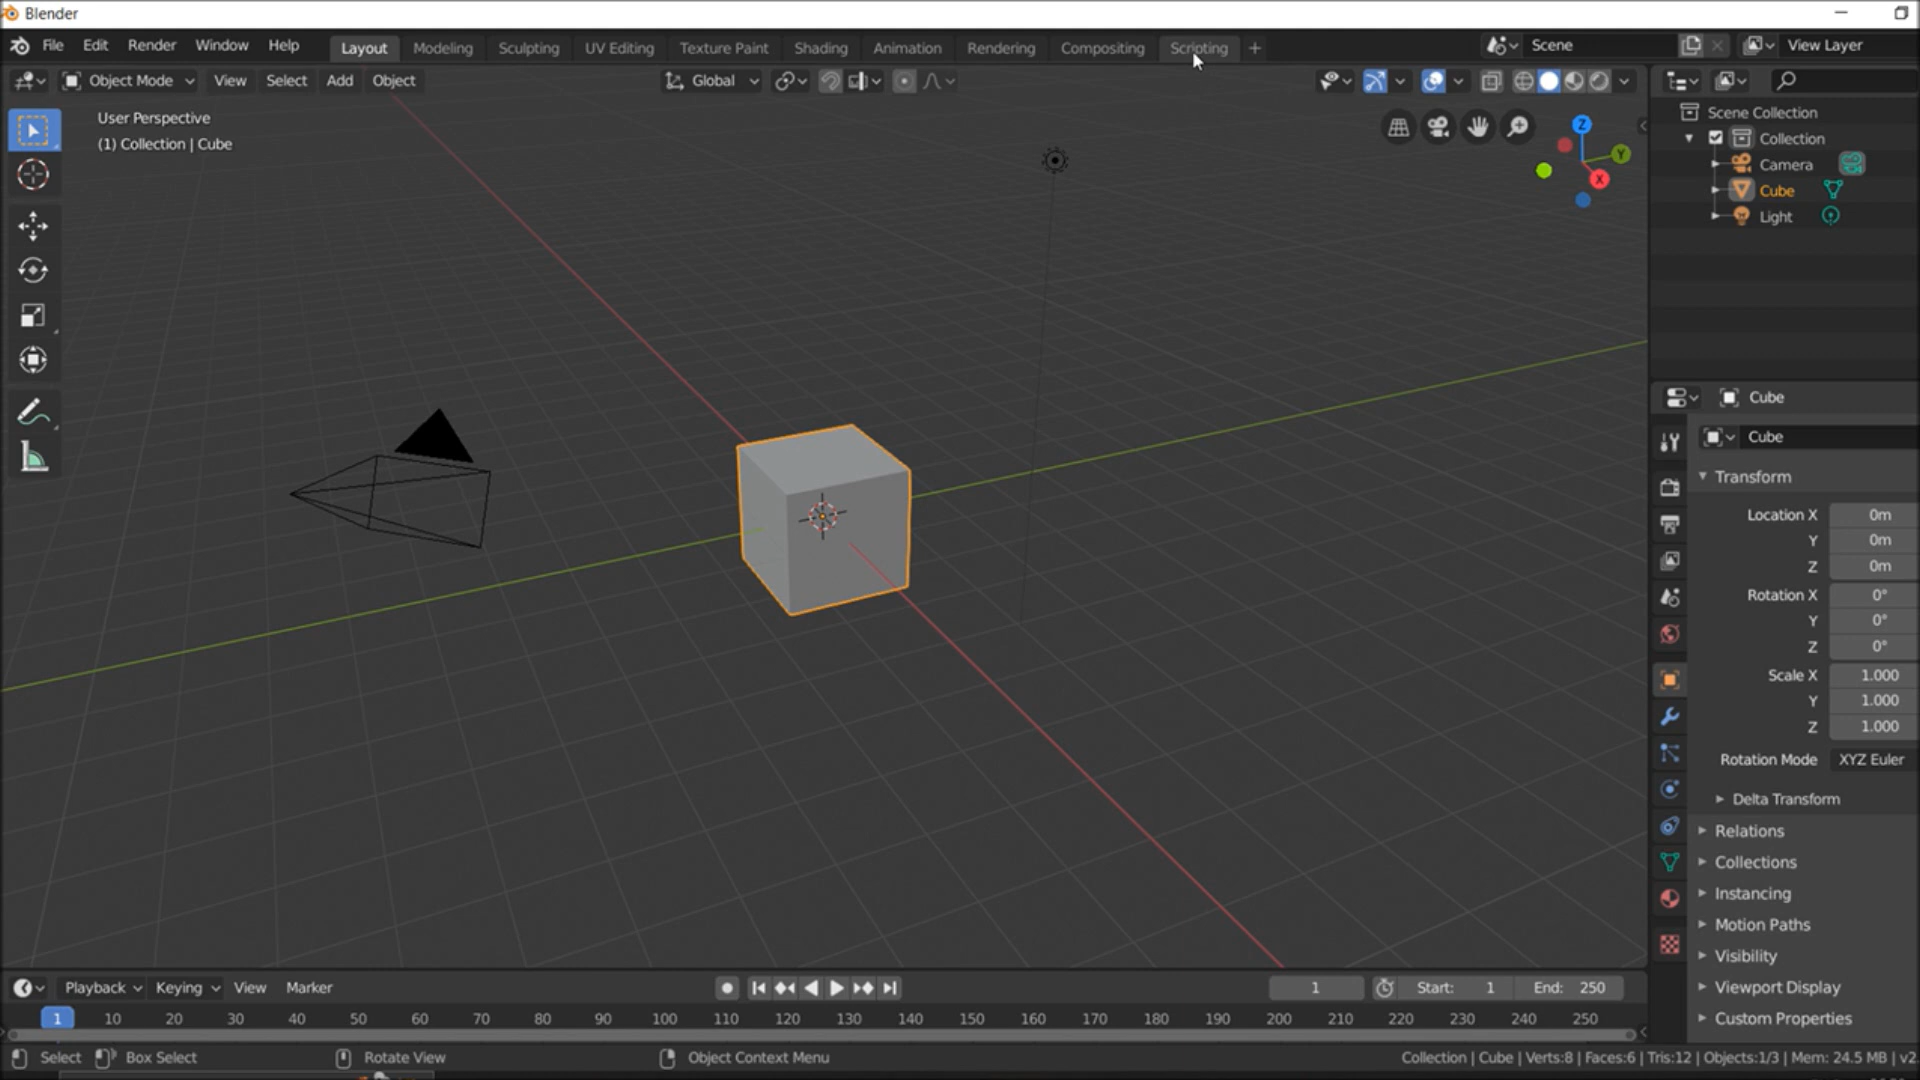 Blender
File Edit Render Window Help Layout Modeling Sculpting UV Editing Texture Paint Shading Animation Rendering Compositing Scripting + Scene View Layer
Object Mode View Select Add Object Global
User Perspective
(1) Collection | Cube
Z
Y
X
Scene Collection
Collection
Camera
Cube
Light
Cube
Cube
Transform
Location X 0m
Y 0m
Z 0m
Rotation X 0°
Y 0°
Z 0°
Scale X 1.000
Y 1.000
Z 1.000
Rotation Mode XYZ Euler
Delta Transform
Relations
Collections
Instancing
Motion Paths
Visibility
Viewport Display
Custom Properties
Playback Keying View Marker 1 Start: 1 End: 250
1 10 20 30 40 50 60 70 80 90 100 110 120 130 140 150 160 170 180 190 200 210 220 230 240 250
Select Box Select Rotate View Object Context Menu Collection | Cube | Verts:8 | Faces:6 | Tris:12 | Objects:1/3 | Mem: 24.5 MB | v2